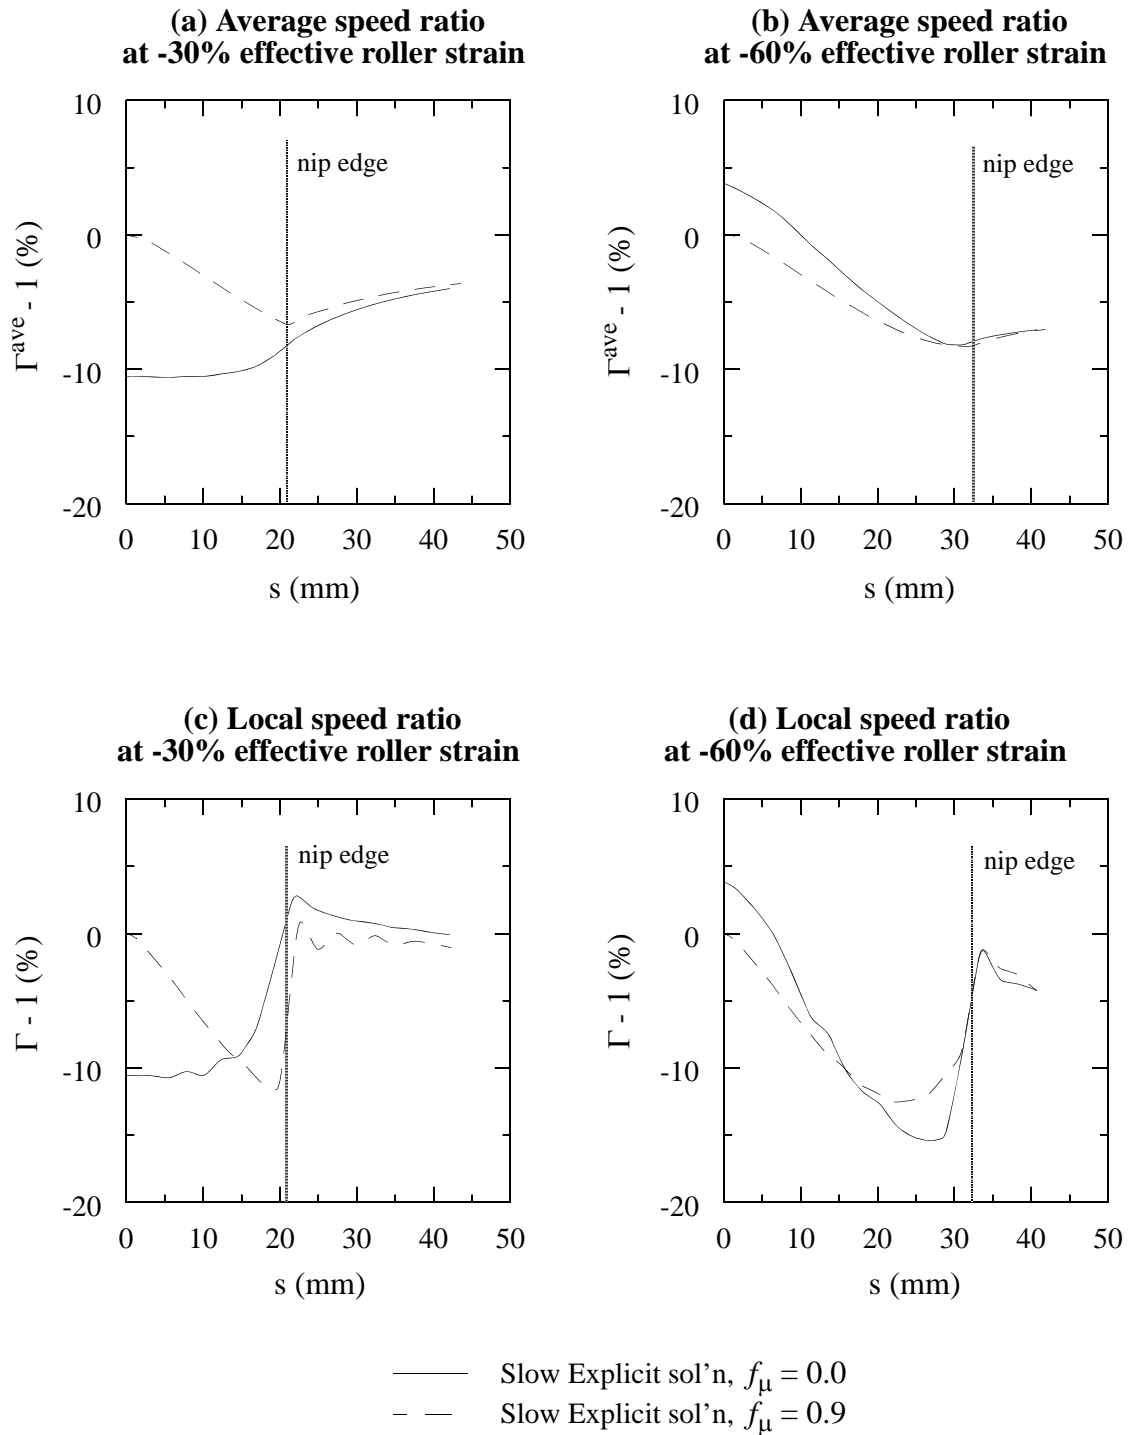 (a) Average speed ratio
at -30% effective roller strain
(b) Average speed ratio
at -60% effective roller strain
10
0
-10
-20
Γave - 1 (%)
nip edge
0 10 20 30 40 50
s (mm)
10
0
-10
-20
Γave - 1 (%)
nip edge
0 10 20 30 40 50
s (mm)
(c) Local speed ratio
at -30% effective roller strain
(d) Local speed ratio
at -60% effective roller strain
10
0
-10
-20
Γ - 1 (%)
nip edge
0 10 20 30 40 50
s (mm)
10
0
-10
-20
Γ - 1 (%)
nip edge
0 10 20 30 40 50
s (mm)
Slow Explicit sol’n, fμ = 0.0
Slow Explicit sol’n, fμ = 0.9